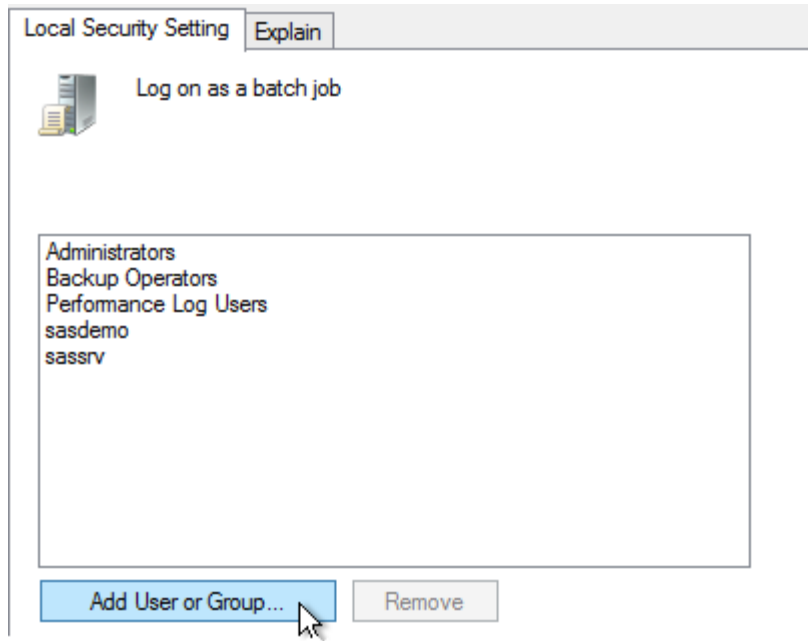 Local Security Setting
Explain
Log on as a batch job
Administrators
Backup Operators
Performance Log Users
sasdemo
sassrv
Add User or Group...
Remove